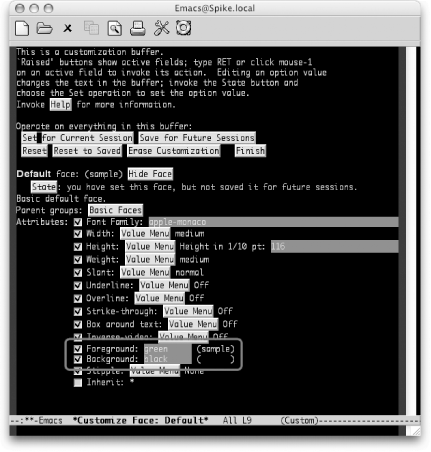 Emacs@Spike.local
This is a customization buffer.
`Raised' buttons show active fields; type RET or click mouse-1
on an active field to invoke its action.  Editing an option value
changes the text in the buffer; invoke the State button and
choose the Set operation to set the option value.
Invoke Help for more information.
Operate on everything in this buffer:
Set for Current Session Save for Future Sessions
Reset Reset to Saved Erase Customization Finish
Default face: (sample) Hide Face
State: you have set this face, but not saved it for future sessions.
Basic default face.
Parent groups: Basic Faces
Attributes: Font Family: apple-monaco
Width: Value Menu medium
Height: Value Menu Height in 1/10 pt: 116
Weight: Value Menu medium
Slant: Value Menu normal
Underline: Value Menu Off
Overline: Value Menu Off
Strike-through: Value Menu Off
Box around text: Value Menu Off
Inverse-video: Value Menu Off
Foreground: green (sample)
Background: black ( )
Stipple: Value Menu None
Inherit: *
--:**-Emacs *Customize Face: Default* All L9 (Custom)------------------